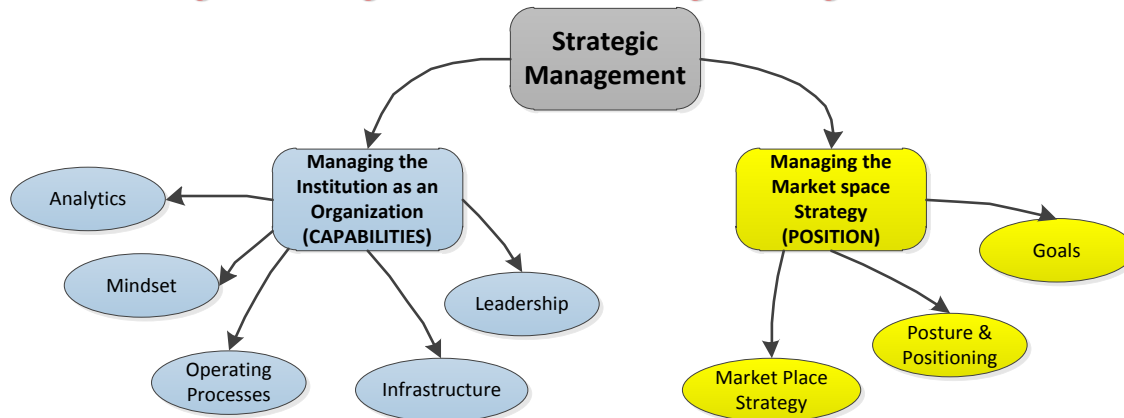 Strategic
Management
Managing the
Institution as an
Organization
(CAPABILITIES)
Managing the
Market space
Strategy
(POSITION)
Analytics
Mindset
Operating
Processes
Infrastructure
Leadership
Market Place
Strategy
Posture &
Positioning
Goals